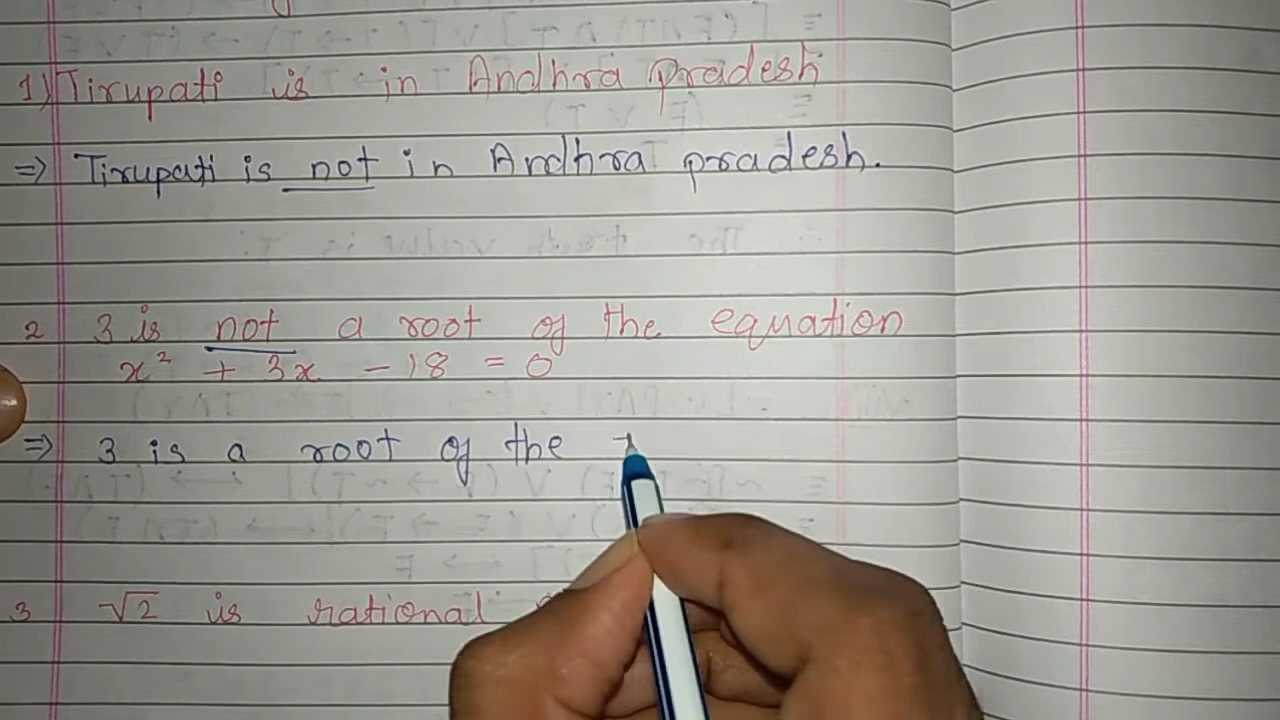 1) Tirupati is in Andhra pradesh
⇒ Tirupati is not in Andhra pradesh.
2 3 is not a root of the equation
x² + 3x - 18 = 0
⇒ 3 is a root of the
3 √2 is rational